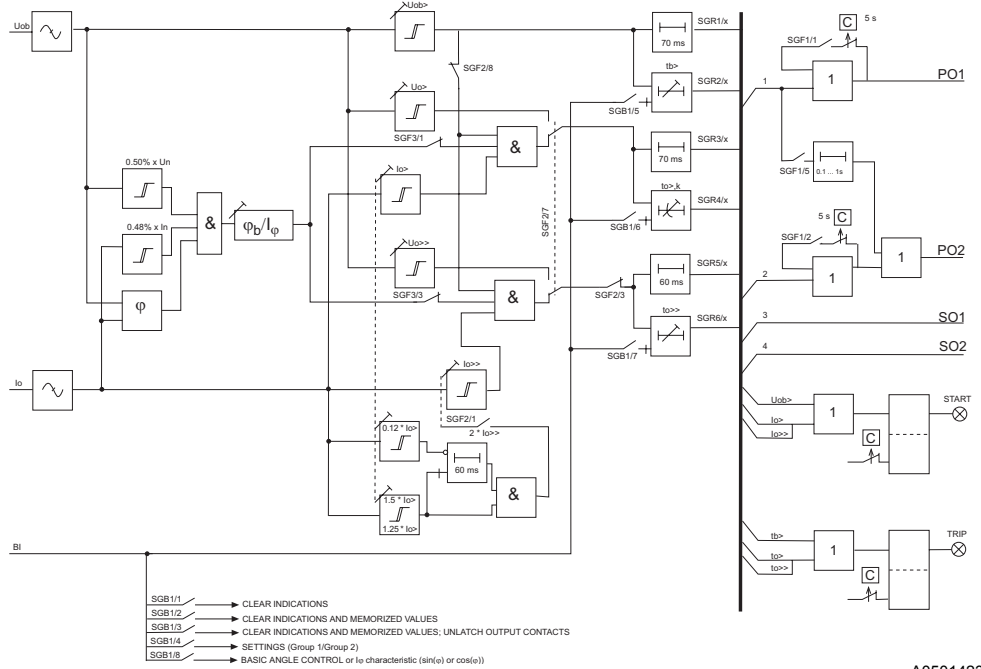 Uob
Uob>
SGF2/8
Uo>
SGF3/1
&
Io>
SGF2/7
0.50% x Un
0.48% x In
&
φb/Iφ
φ
Uo>>
SGF3/3
&
SGF2/3
Io
Io>>
SGF2/1
2 * Io>>
0.12 * Io>
60 ms
&
1.5 * Io>
1.25 * Io>
BI
SGB1/1 CLEAR INDICATIONS
SGB1/2 CLEAR INDICATIONS AND MEMORIZED VALUES
SGB1/3 CLEAR INDICATIONS AND MEMORIZED VALUES; UNLATCH OUTPUT CONTACTS
SGB1/4 SETTINGS (Group 1/Group 2)
SGB1/8 BASIC ANGLE CONTROL or Iφ characteristic (sin(φ) or cos(φ))
SGR1/x
70 ms
tb>
SGR2/x
SGB1/5
SGR3/x
70 ms
to>,k
SGR4/x
SGB1/6
SGR5/x
60 ms
to>>
SGR6/x
SGB1/7
C 5 s
SGF1/1
1
1
PO1
SGF1/5
0.1 ... 1s
5 s C
SGF1/2
2
1
1
PO2
3
SO1
4
SO2
Uob>
Io>
Io>>
1
C
START
tb>
to>
to>>
1
C
TRIP